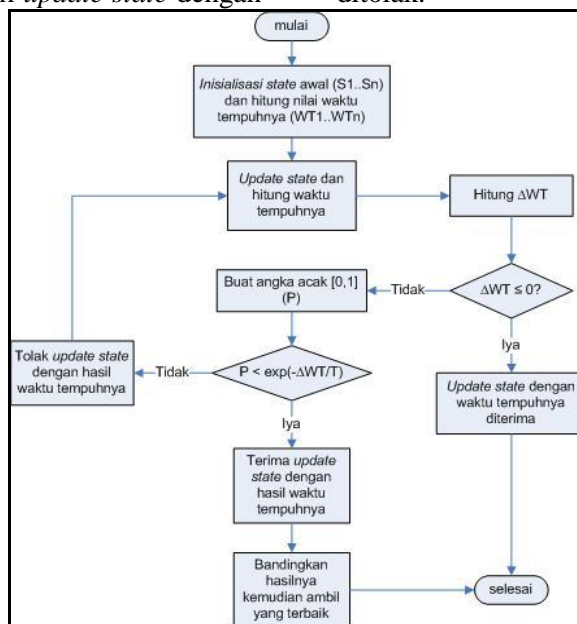 update state dengan ditolak.
mulai
Inisialisasi state awal (S1..Sn)
dan hitung nilai waktu
tempuhnya (WT1..WTn)
Update state dan
hitung waktu
tempuhnya
Hitung ΔWT
Buat angka acak [0,1]
(P)
Tidak
ΔWT ≤ 0?
Iya
Tolak update state
dengan hasil
waktu tempuhnya
Tidak
P < exp(-ΔWT/T)
Update state dengan
waktu tempuhnya
diterima
Iya
Terima update
state dengan
hasil waktu
tempuhnya
Bandingkan
hasilnya
kemudian ambil
yang terbaik
selesai